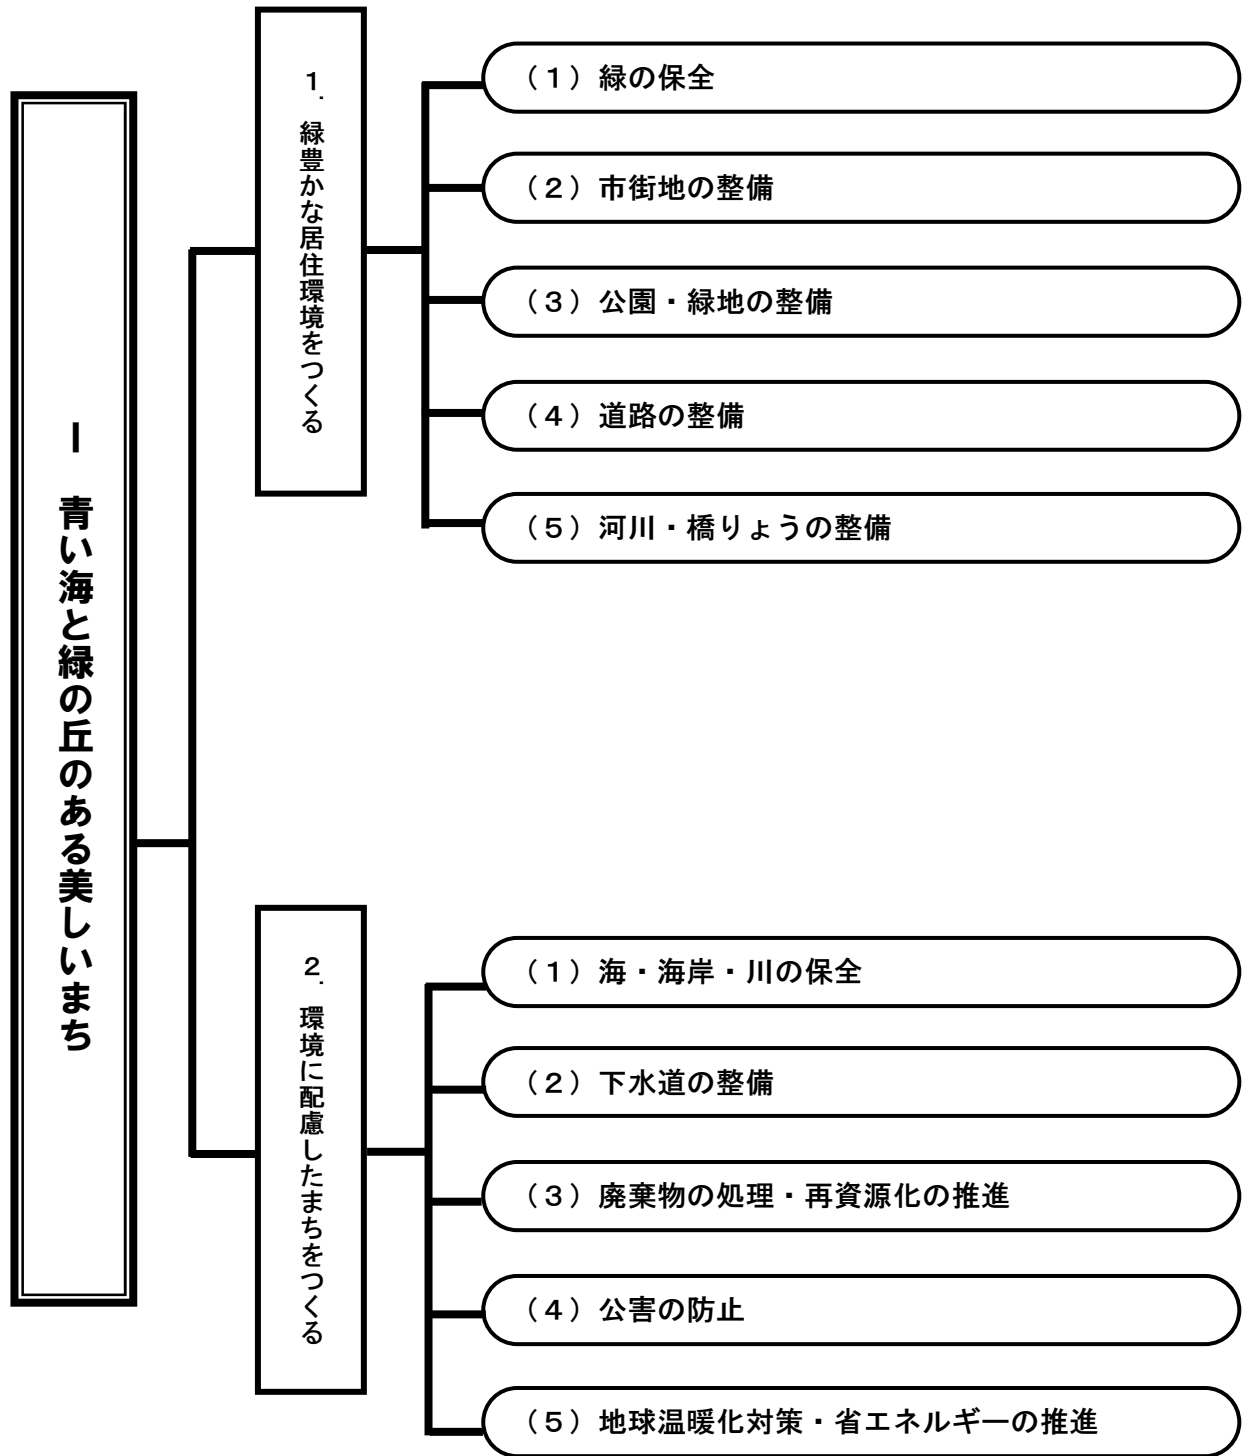 Ⅰ 青い海と緑の丘のある美しいまち
１．緑豊かな居住環境をつくる
（１）緑の保全
（２）市街地の整備
（３）公園・緑地の整備
（４）道路の整備
（５）河川・橋りょうの整備
２．環境に配慮したまちをつくる
（１）海・海岸・川の保全
（２）下水道の整備
（３）廃棄物の処理・再資源化の推進
（４）公害の防止
（５）地球温暖化対策・省エネルギーの推進